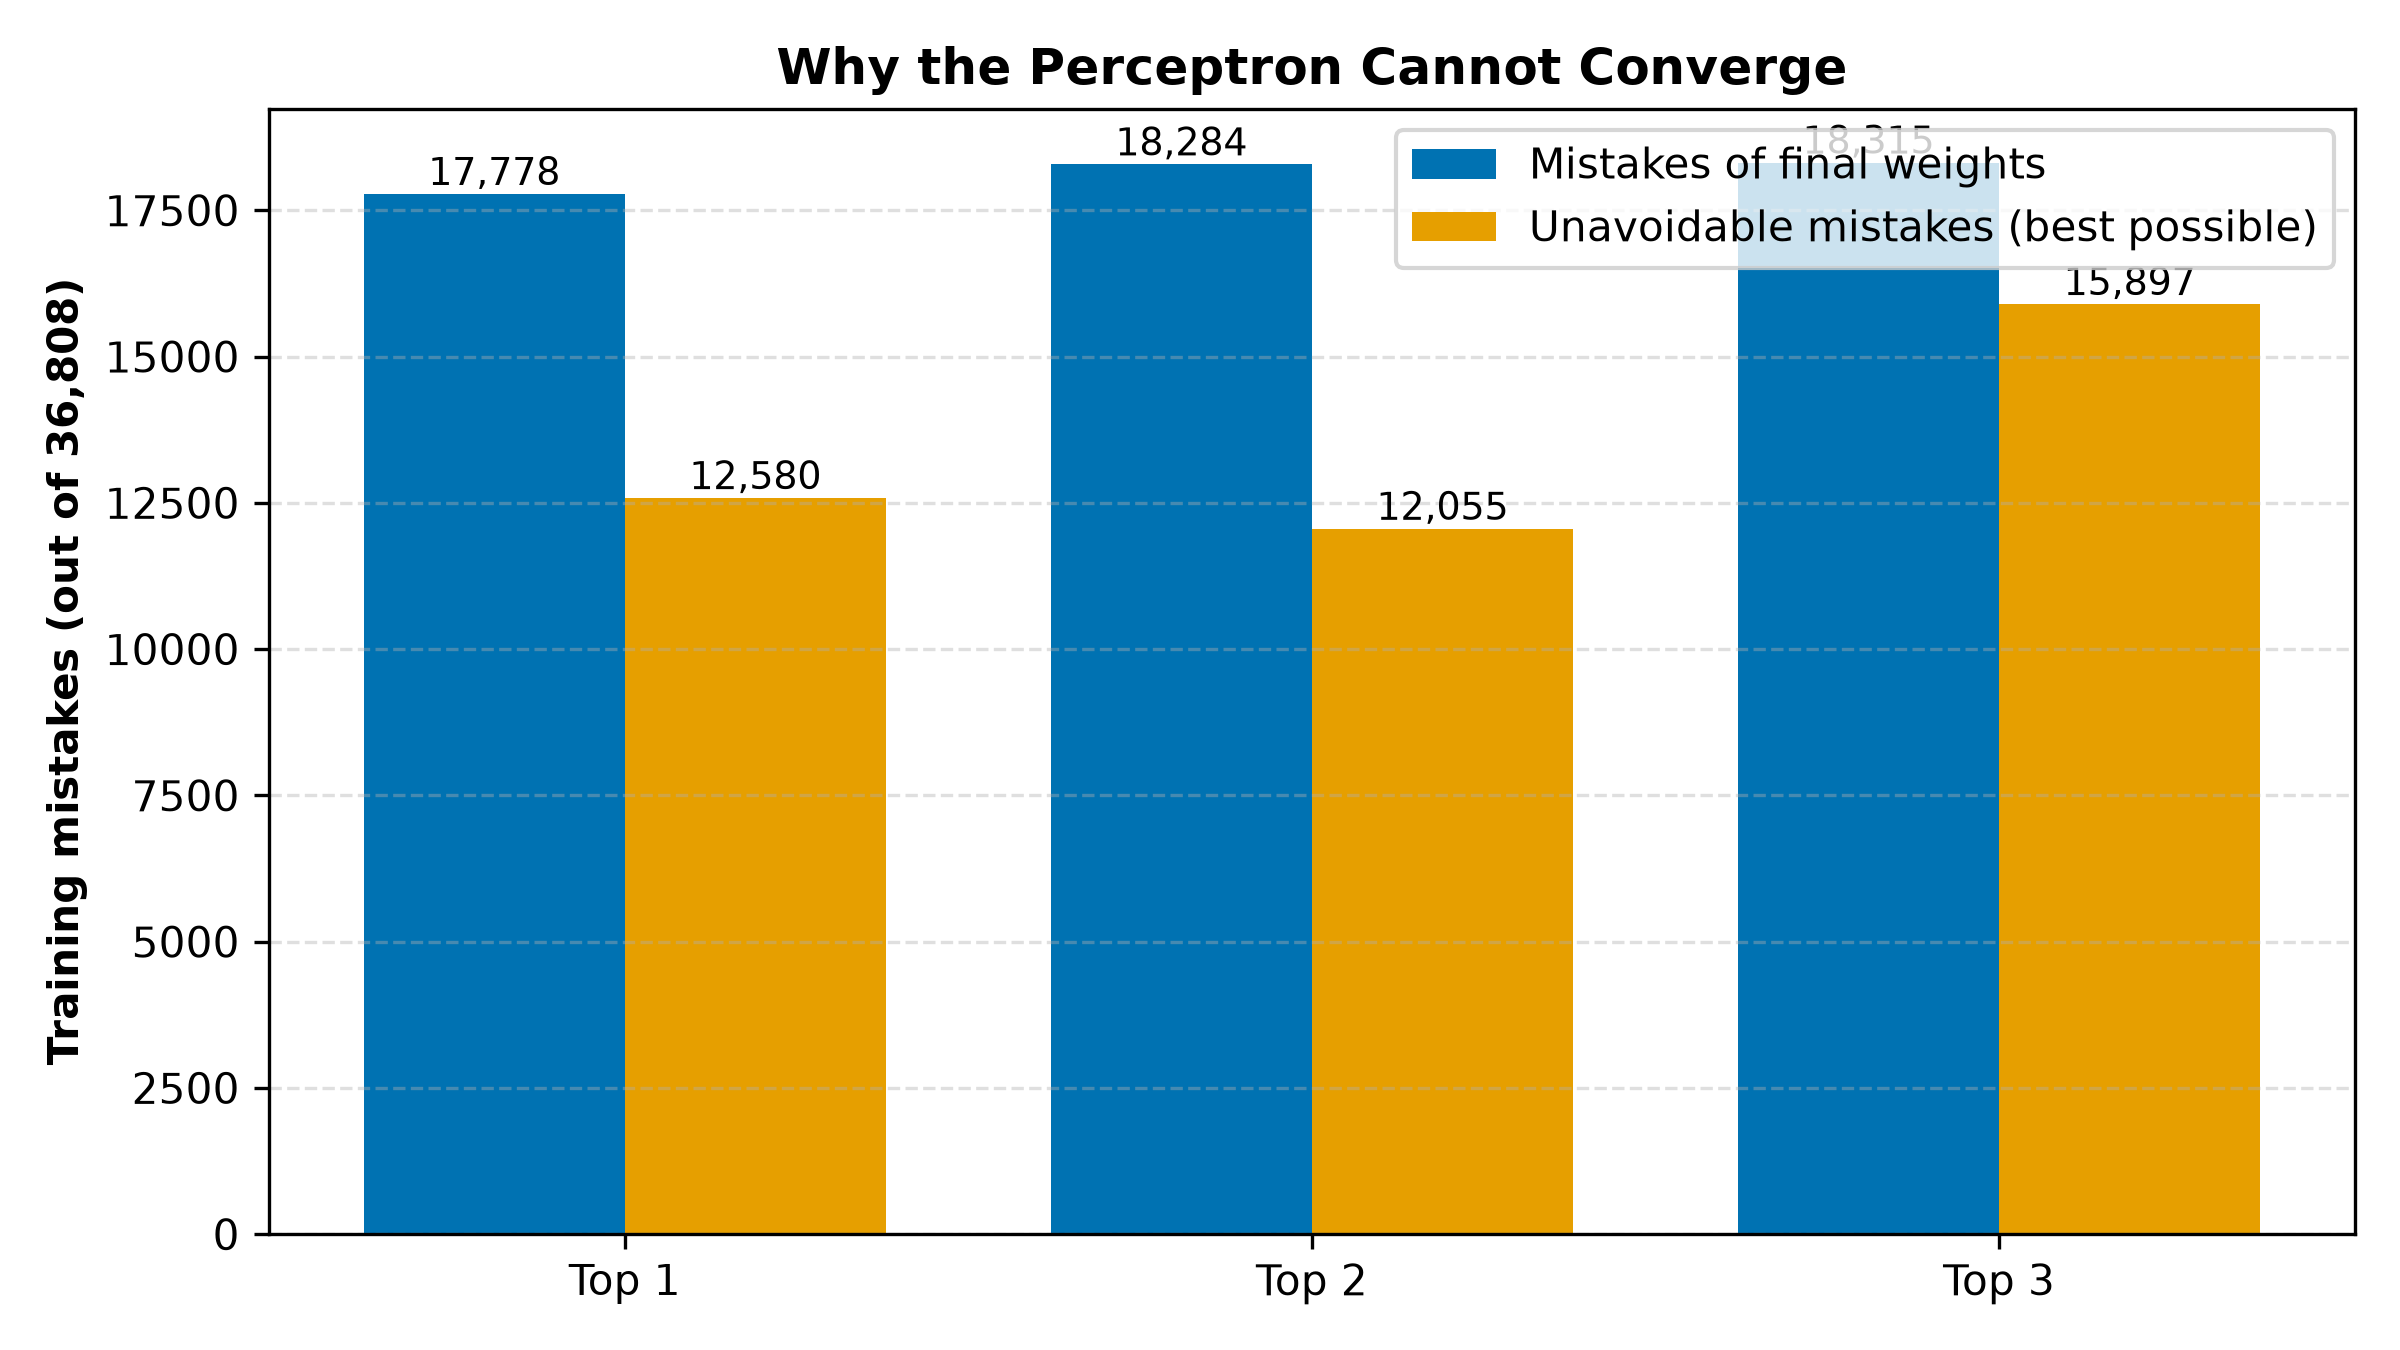 Why the Perceptron Cannot Converge
Training mistakes (out of 36,808)
17500
15000
12500
10000
7500
5000
2500
0
17,778
12,580
18,284
12,055
18,315
15,897
Mistakes of final weights
Unavoidable mistakes (best possible)
Top 1
Top 2
Top 3